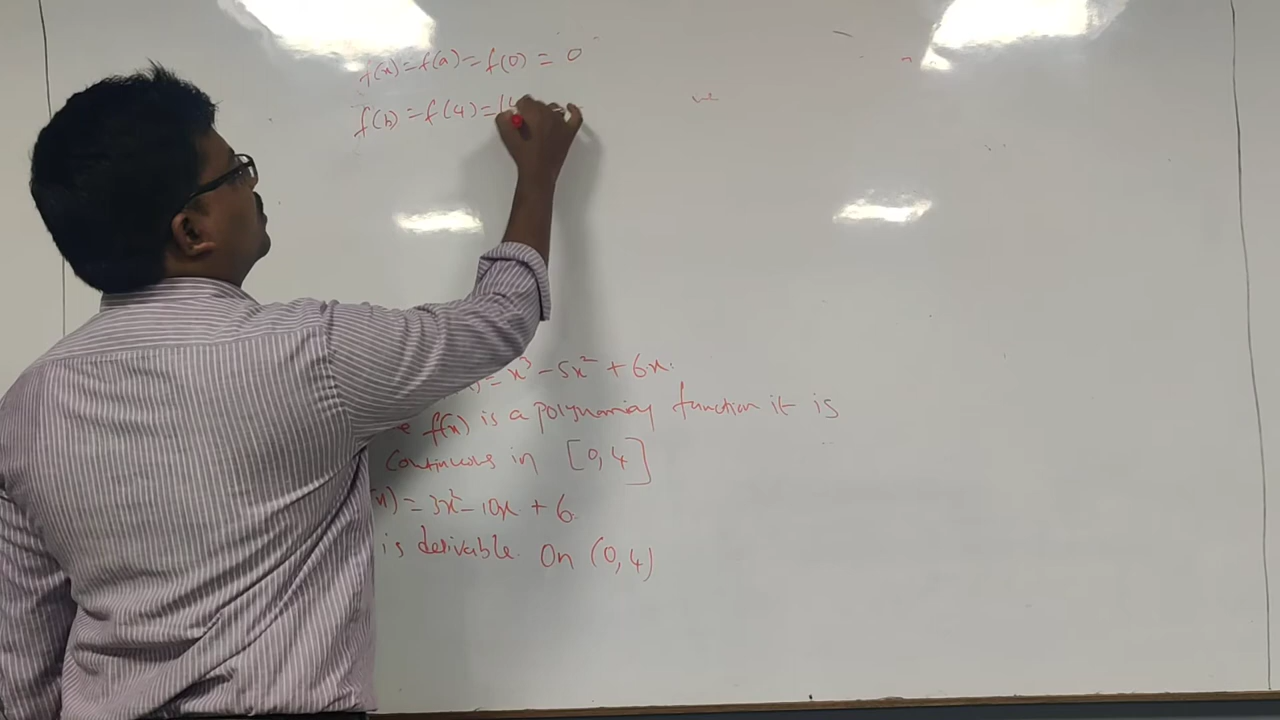 f(x) = f(a) = f(0) = 0
f(b) = f(4) = (4
) = x³ - 5x² + 6x.
f(x) is a polynomial function it is
continuous in [0, 4]
x) = 3x² - 10x + 6.
is derivable. On (0, 4)